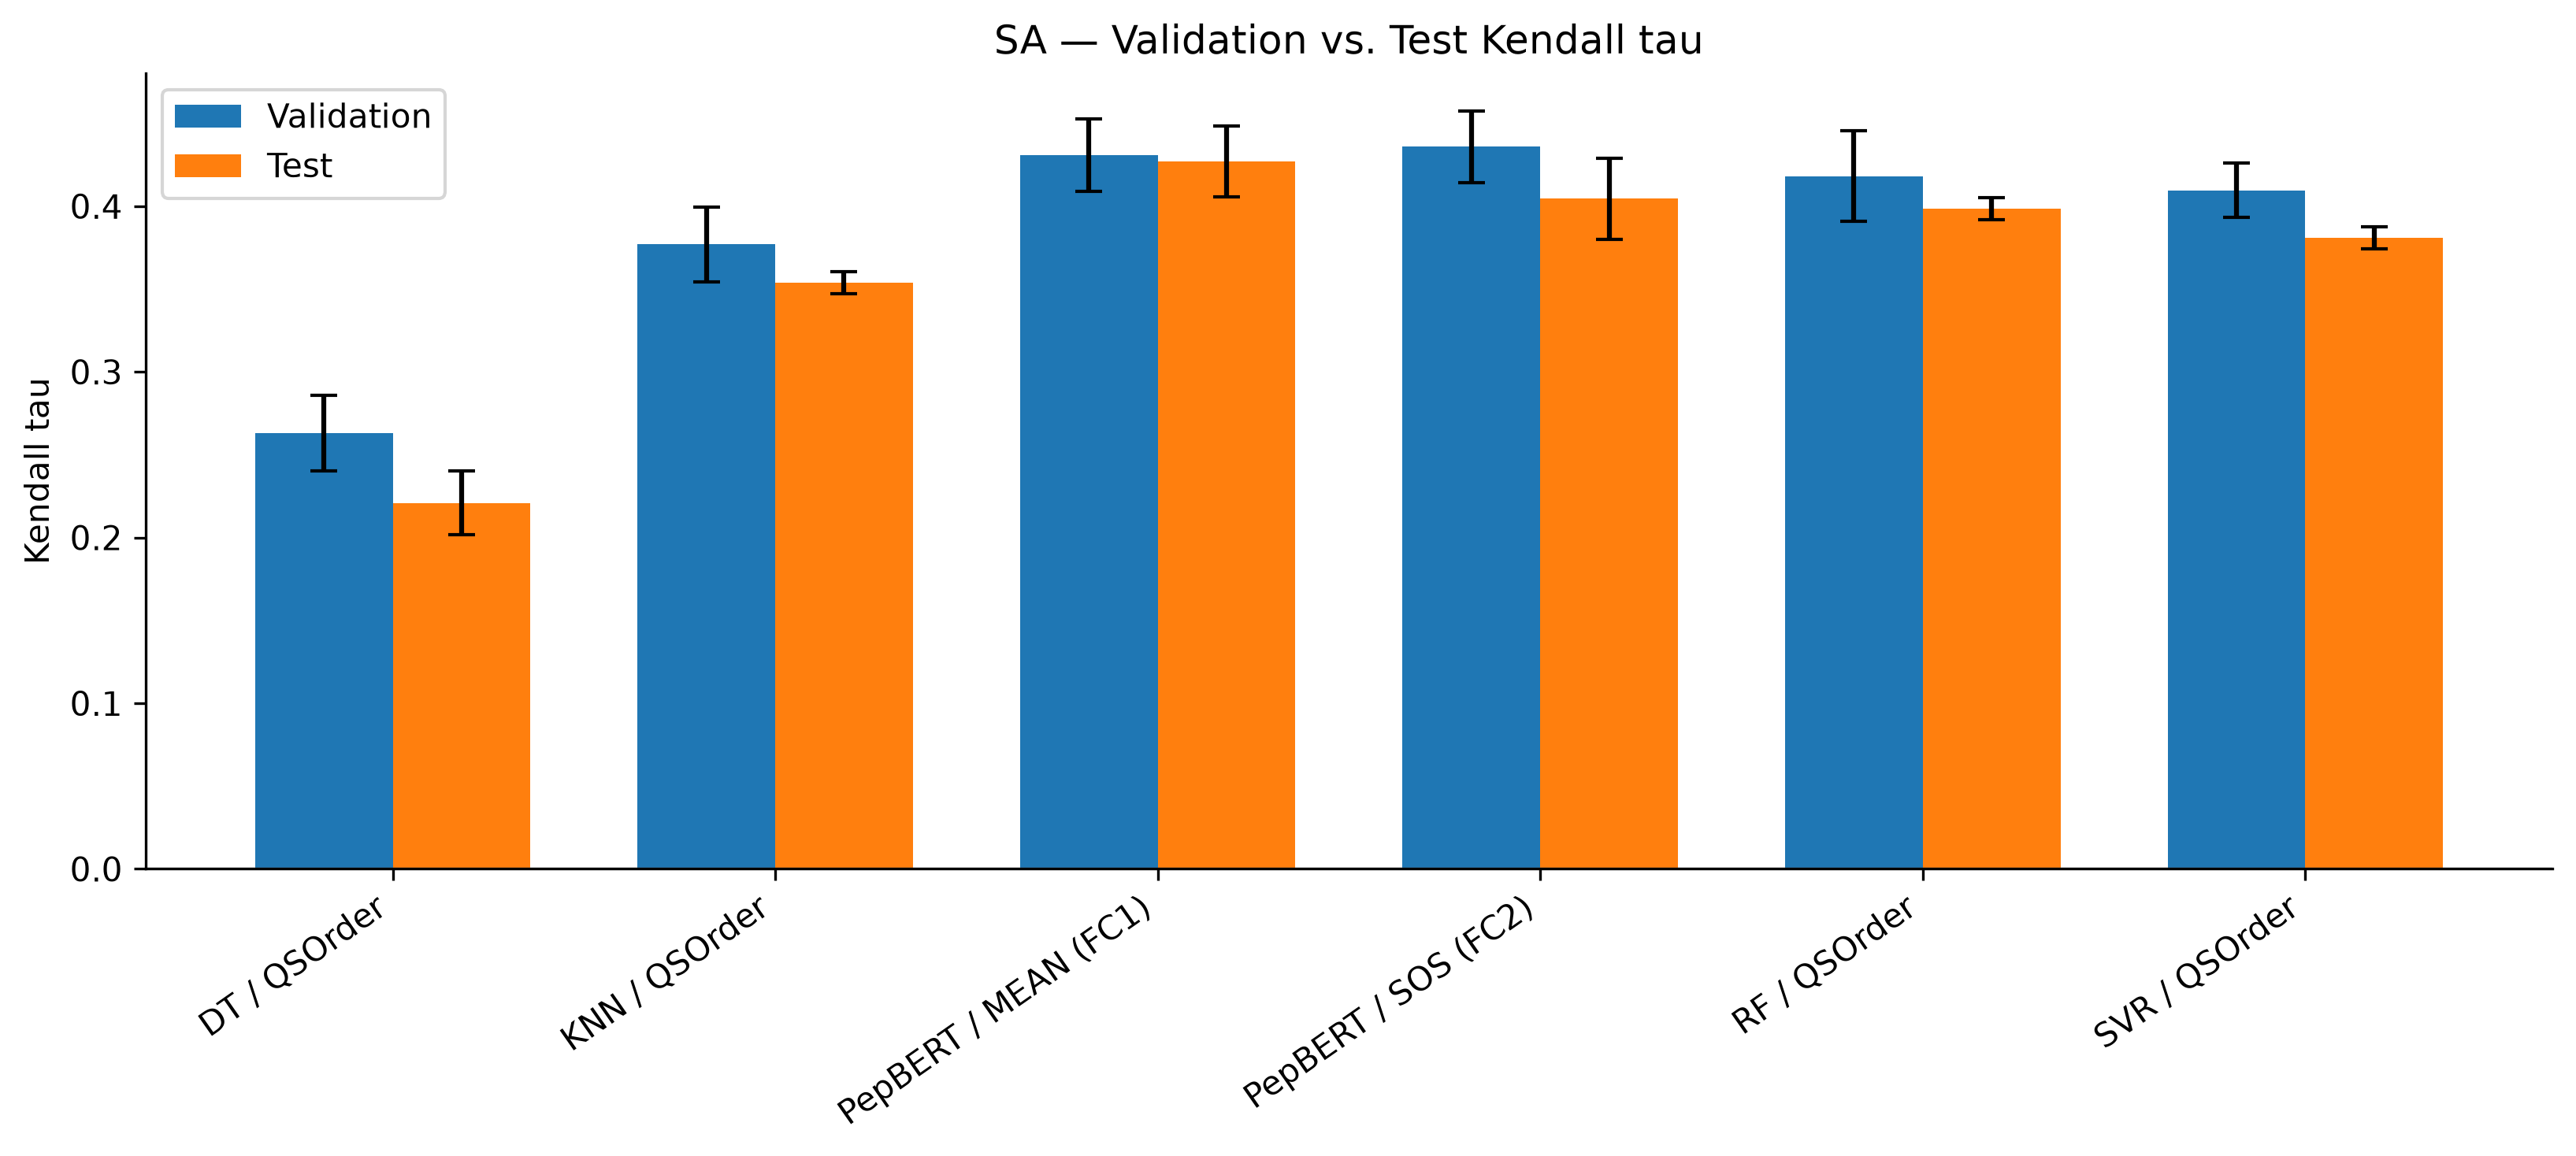 SA — Validation vs. Test Kendall tau
Validation
Test
Kendall tau
0.4
0.3
0.2
0.1
0.0
DT / QSOrder
KNN / QSOrder
PepBERT / MEAN (FC1)
PepBERT / SOS (FC2)
RF / QSOrder
SVR / QSOrder